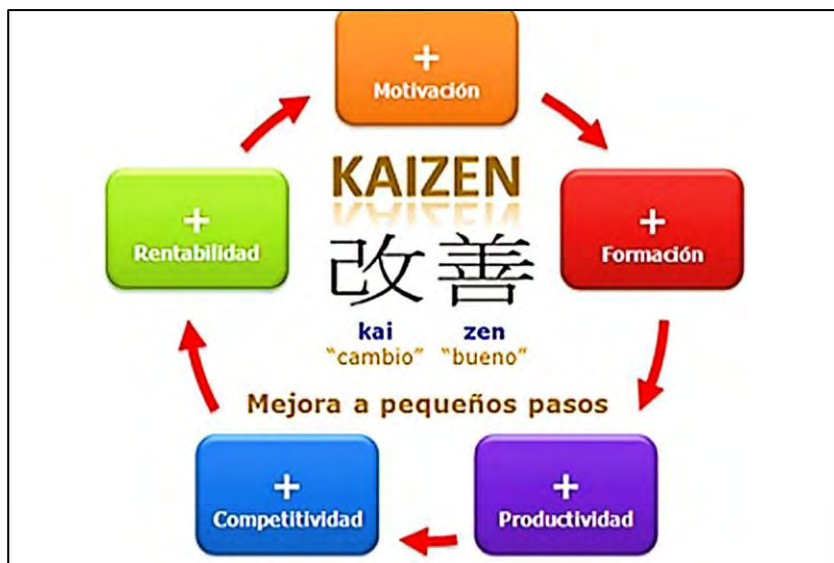 +
Motivación
KAIZEN
+
Rentabilidad
+
Formación
改善
kai zen
"cambio" "bueno"
Mejora a pequeños pasos
+
Competitividad
+
Productividad